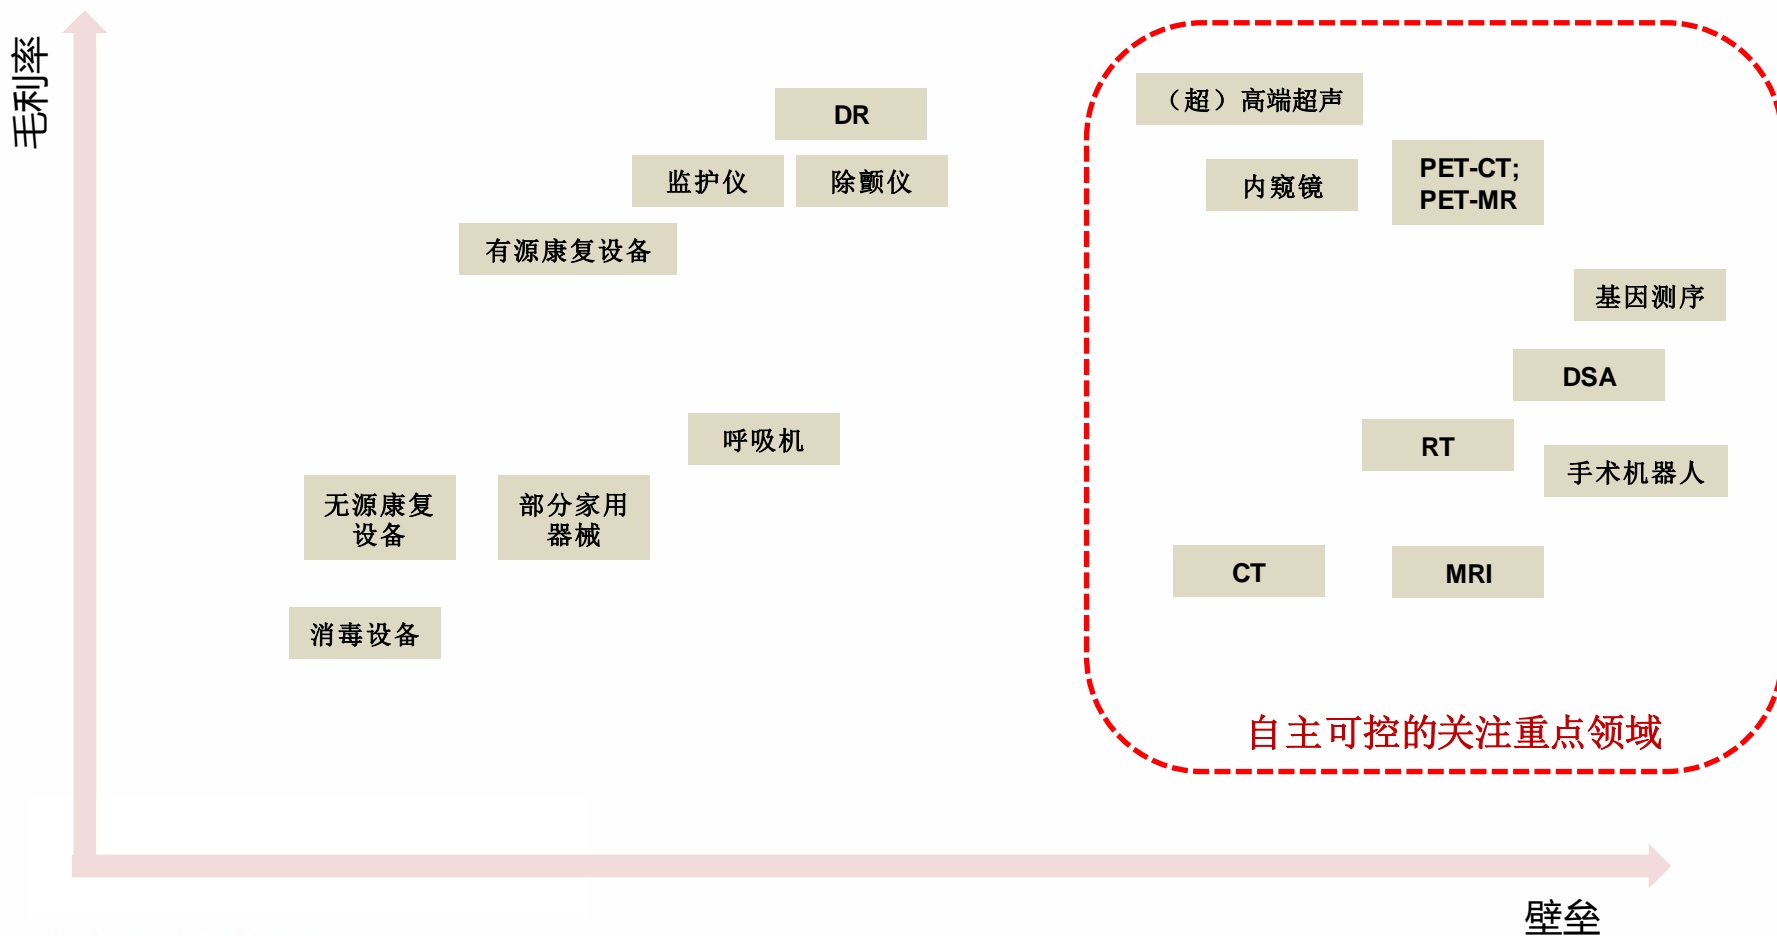 毛利率
（超）高端超声
DR
监护仪
除颤仪
内窥镜
PET-CT;
PET-MR
有源康复设备
基因测序
DSA
呼吸机
RT
手术机器人
无源康复
设备
部分家用
器械
CT
MRI
消毒设备
自主可控的关注重点领域
壁垒